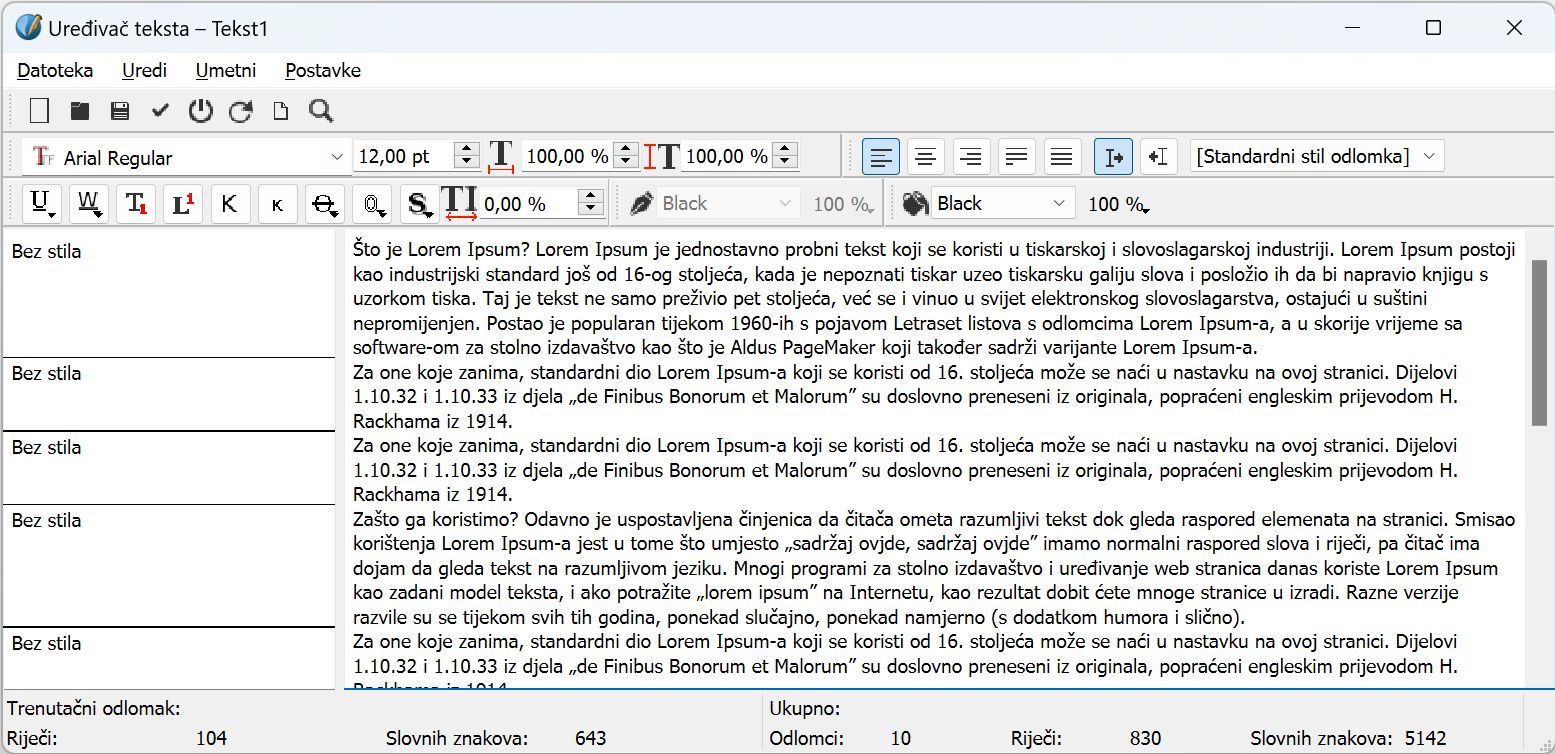 Uređivač teksta – Tekst1
Datoteka Uredi Umetni Postavke
Arial Regular 12,00 pt 100,00 % 100,00 % [Standardni stil odlomka]
0,00 % Black 100 % Black 100 %
Bez stila
Što je Lorem Ipsum? Lorem Ipsum je jednostavno probni tekst koji se koristi u tiskarskoj i slovoslagarskoj industriji. Lorem Ipsum postoji
kao industrijski standard još od 16-og stoljeća, kada je nepoznati tiskar uzeo tiskarsku galiju slova i posložio ih da bi napravio knjigu s
uzorkom tiska. Taj je tekst ne samo preživio pet stoljeća, već se i vinuo u svijet elektronskog slovoslagarstva, ostajući u suštini
nepromijenjen. Postao je popularan tijekom 1960-ih s pojavom Letraset listova s odlomcima Lorem Ipsum-a, a u skorije vrijeme sa
software-om za stolno izdavaštvo kao što je Aldus PageMaker koji također sadrži varijante Lorem Ipsum-a.
Bez stila
Za one koje zanima, standardni dio Lorem Ipsum-a koji se koristi od 16. stoljeća može se naći u nastavku na ovoj stranici. Dijelovi
1.10.32 i 1.10.33 iz djela „de Finibus Bonorum et Malorum” su doslovno preneseni iz originala, popraćeni engleskim prijevodom H.
Rackhama iz 1914.
Bez stila
Za one koje zanima, standardni dio Lorem Ipsum-a koji se koristi od 16. stoljeća može se naći u nastavku na ovoj stranici. Dijelovi
1.10.32 i 1.10.33 iz djela „de Finibus Bonorum et Malorum” su doslovno preneseni iz originala, popraćeni engleskim prijevodom H.
Rackhama iz 1914.
Bez stila
Zašto ga koristimo? Odavno je uspostavljena činjenica da čitača ometa razumljivi tekst dok gleda raspored elemenata na stranici. Smisao
korištenja Lorem Ipsum-a jest u tome što umjesto „sadržaj ovjde, sadržaj ovjde” imamo normalni raspored slova i riječi, pa čitač ima
dojam da gleda tekst na razumljivom jeziku. Mnogi programi za stolno izdavaštvo i uređivanje web stranica danas koriste Lorem Ipsum
kao zadani model teksta, i ako potražite „lorem ipsum” na Internetu, kao rezultat dobit ćete mnoge stranice u izradi. Razne verzije
razvile su se tijekom svih tih godina, ponekad slučajno, ponekad namjerno (s dodatkom humora i slično).
Bez stila
Za one koje zanima, standardni dio Lorem Ipsum-a koji se koristi od 16. stoljeća može se naći u nastavku na ovoj stranici. Dijelovi
1.10.32 i 1.10.33 iz djela „de Finibus Bonorum et Malorum” su doslovno preneseni iz originala, popraćeni engleskim prijevodom H.
Trenutačni odlomak: Ukupno:
Riječi: 104 Slovnih znakova: 643 Odlomci: 10 Riječi: 830 Slovnih znakova: 5142